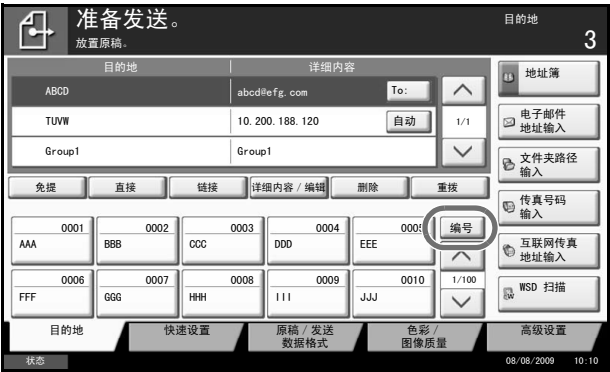 准备发送。
放置原稿。
目的地
3
目的地 详细内容
ABCD abcd@efg.com To:
TUVW 10.200.188.120 自动 1/1
Group1 Group1
地址簿
电子邮件
地址输入
文件夹路径
输入
传真号码
输入
互联网传真
地址输入
WSD 扫描
免提 直接 链接 详细内容 / 编辑 删除 重拨
0001 0002 0003 0004 0005 编号
AAA BBB CCC DDD EEE
0006 0007 0008 0009 0010 1/100
FFF GGG HHH III JJJ
目的地 快速设置 原稿 / 发送
数据格式
色彩 /
图像质量
高级设置
状态 08/08/2009 10:10